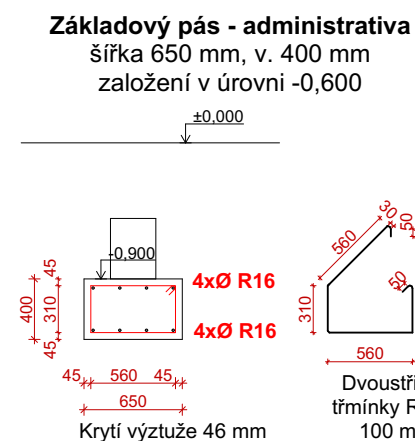 Základový pás - administrativa
šířka 650 mm, v. 400 mm
založení v úrovni -0,600
±0,000
-0,900
45
400
310
45
4xØ R16
4xØ R16
45 560 45
650
Krytí výztuže 46 mm
30
50
560
50
310
560
Dvoustři
třmínky R
100 m